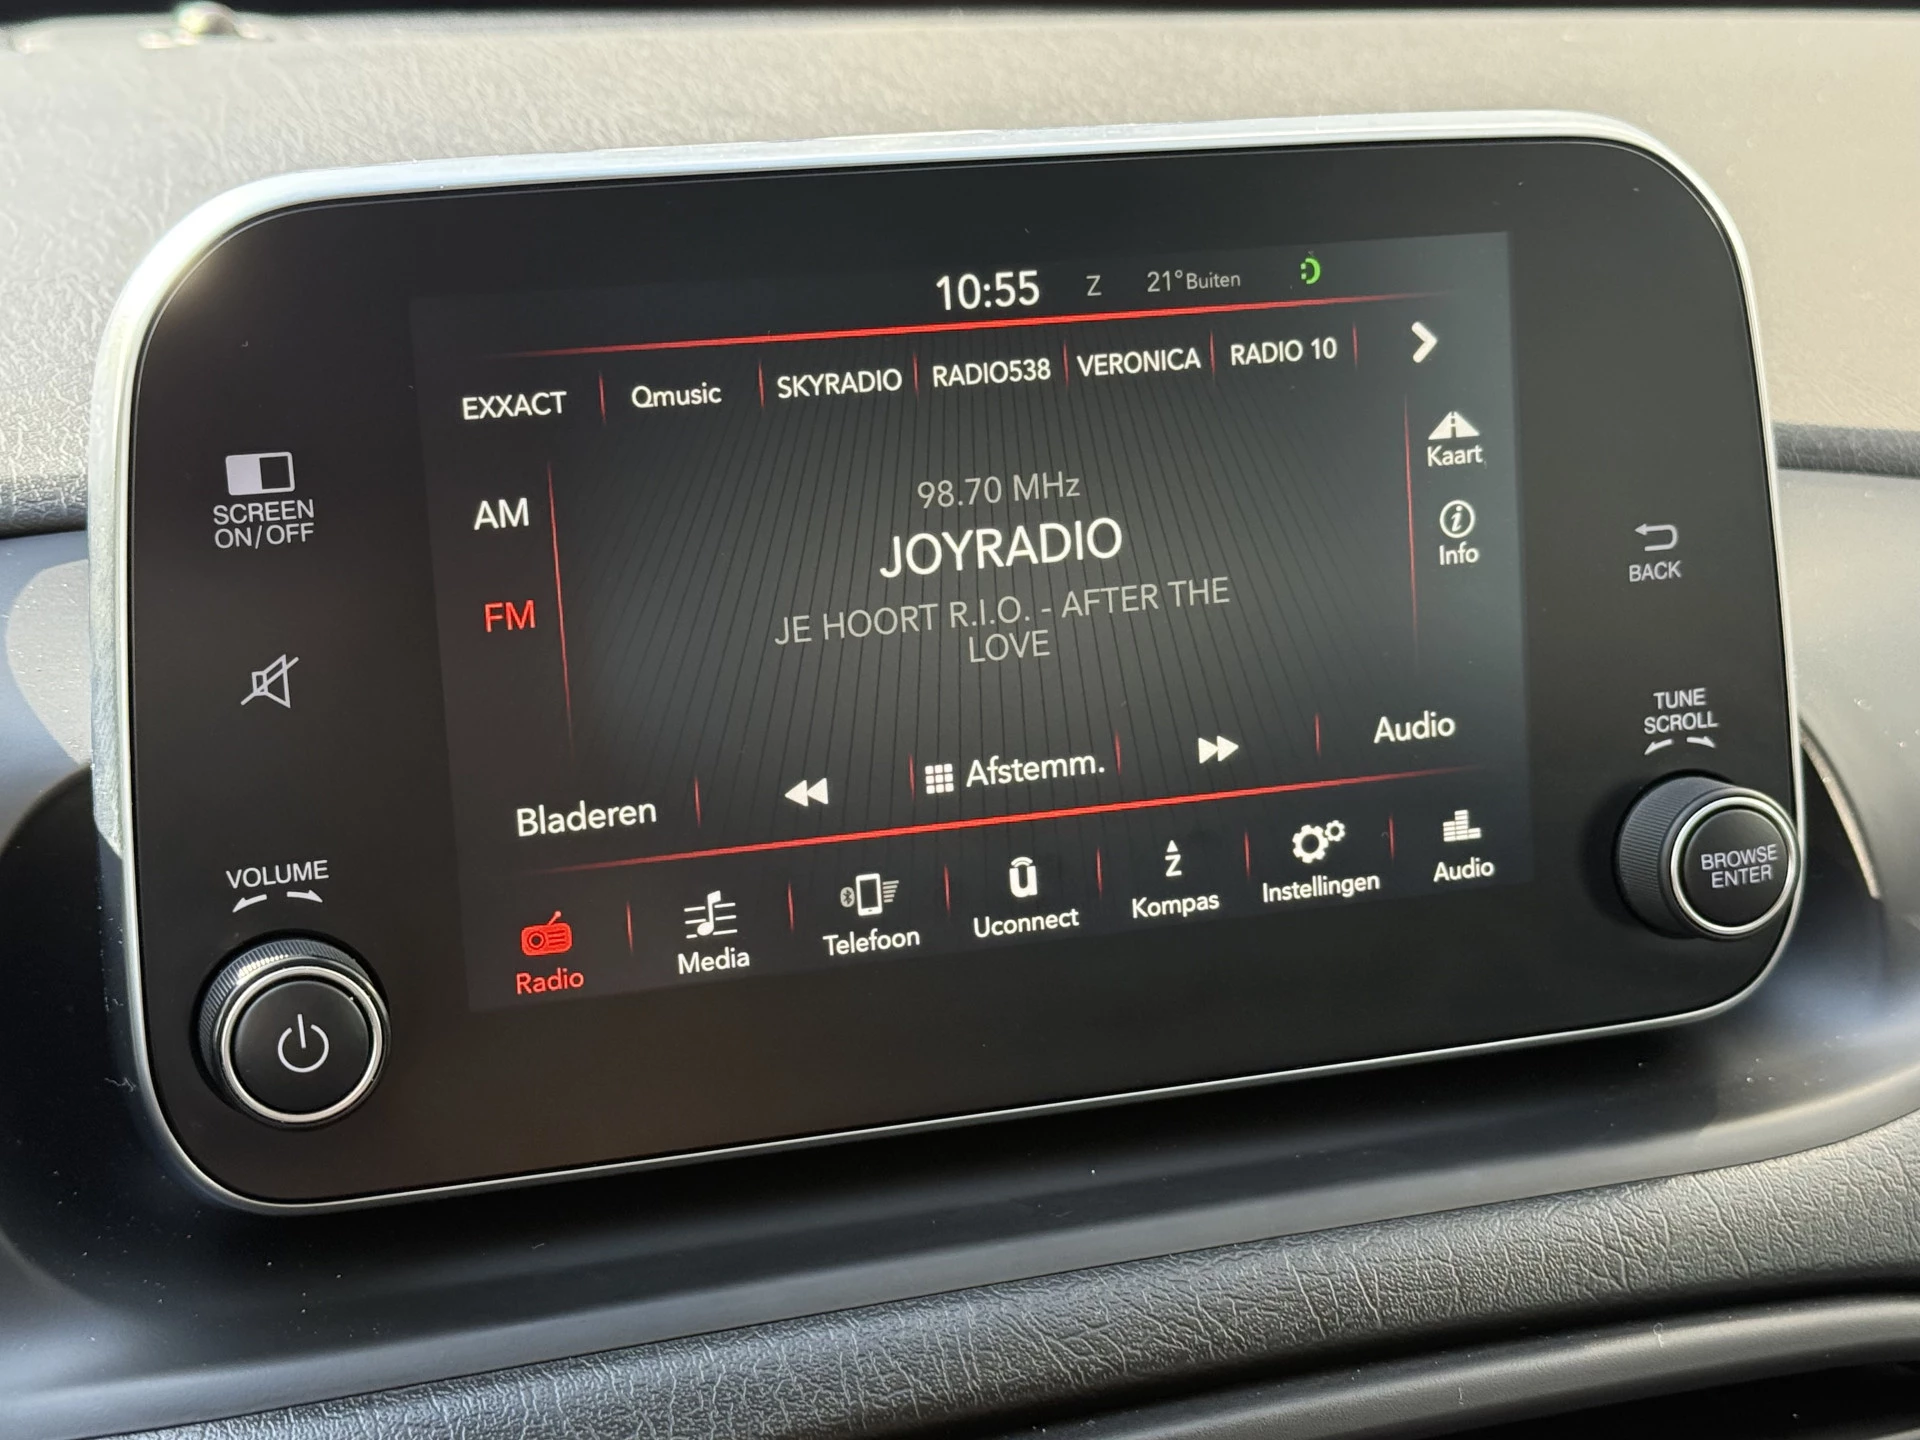 10:55 Z 21° Buiten
EXXACT Qmusic SKYRADIO RADIO538 VERONICA RADIO 10
SCREEN
ON/OFF
AM
FM
98.70 MHz
JOYRADIO
JE HOORT R.I.O. - AFTER THE
LOVE
Kaart
Info
BACK
TUNE
SCROLL
Bladeren Afstemm. Audio
VOLUME
Radio Media Telefoon Uconnect Z Kompas Instellingen Audio
BROWSE
ENTER